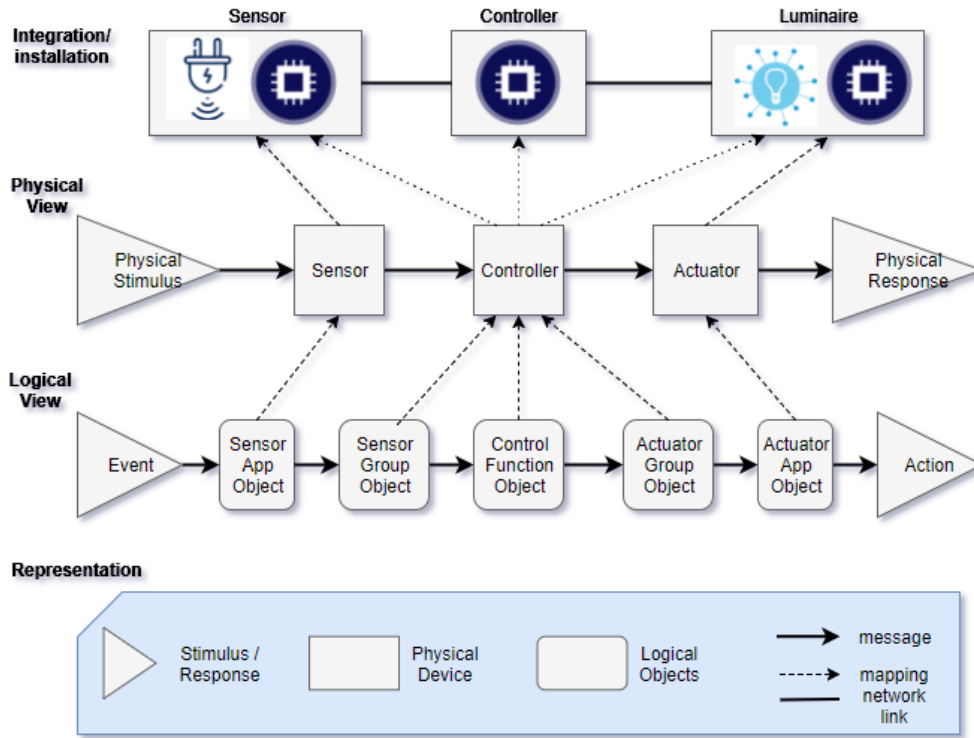 Sensor
Controller
Luminaire
Integration/
installation
Physical
View
Physical
Stimulus
Sensor
Controller
Actuator
Physical
Response
Logical
View
Event
Sensor
App
Object
Sensor
Group
Object
Control
Function
Object
Actuator
Group
Object
Actuator
App
Object
Action
Representation
Stimulus /
Response
Physical
Device
Logical
Objects
message
mapping
network
link